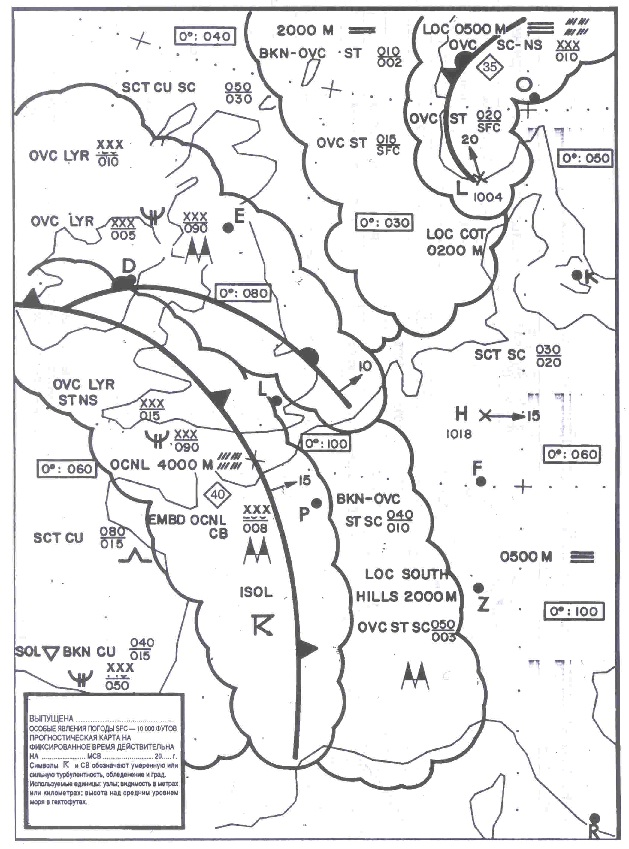 2000 M
LOC 0500 M
0°: 040
BKN-OVC ST 010
002
OVC SC-NS XXX
010
35
SCT CU SC 050
030
O
OVC ST 020
SFC
20
OVC LYR XXX
010
OVC ST 015
SFC
0°: 050
L
1004
OVC LYR XXX
005
XXX
090
E
0°: 030
LOC COT
0200 M
D
K
0°: 080
SCT SC 030
020
10
OVC LYR
ST NS
L
XXX
015
H
15
1018
XXX
090
0°: 100
0°: 060
OCNL 4000 M
0°: 060
F
40
15
BKN-OVC
ST SC 040
010
P
EMBD OCNL
CB
XXX
008
SCT CU 080
015
0500 M
LOC SOUTH
HILLS 2000 M
Z
ISOL
0°: 100
OVC ST SC 050
003
SOL BKN CU 040
015
XXX
050
ВЫПУЩЕНА
ОСОБЫЕ ЯВЛЕНИЯ ПОГОДЫ SFC — 10 000 ФУТОВ
ПРОГНОСТИЧЕСКАЯ КАРТА НА
ФИКСИРОВАННОЕ ВРЕМЯ ДЕЙСТВИТЕЛЬНА
НА ............ МСВ ............ 20..... г.
Символы и СВ обозначают умеренную или
сильную турбулентность, обледенение и град.
Используемые единицы: узлы; видимость в метрах
или километрах; высота над средним уровнем
моря в гектофутах.
R